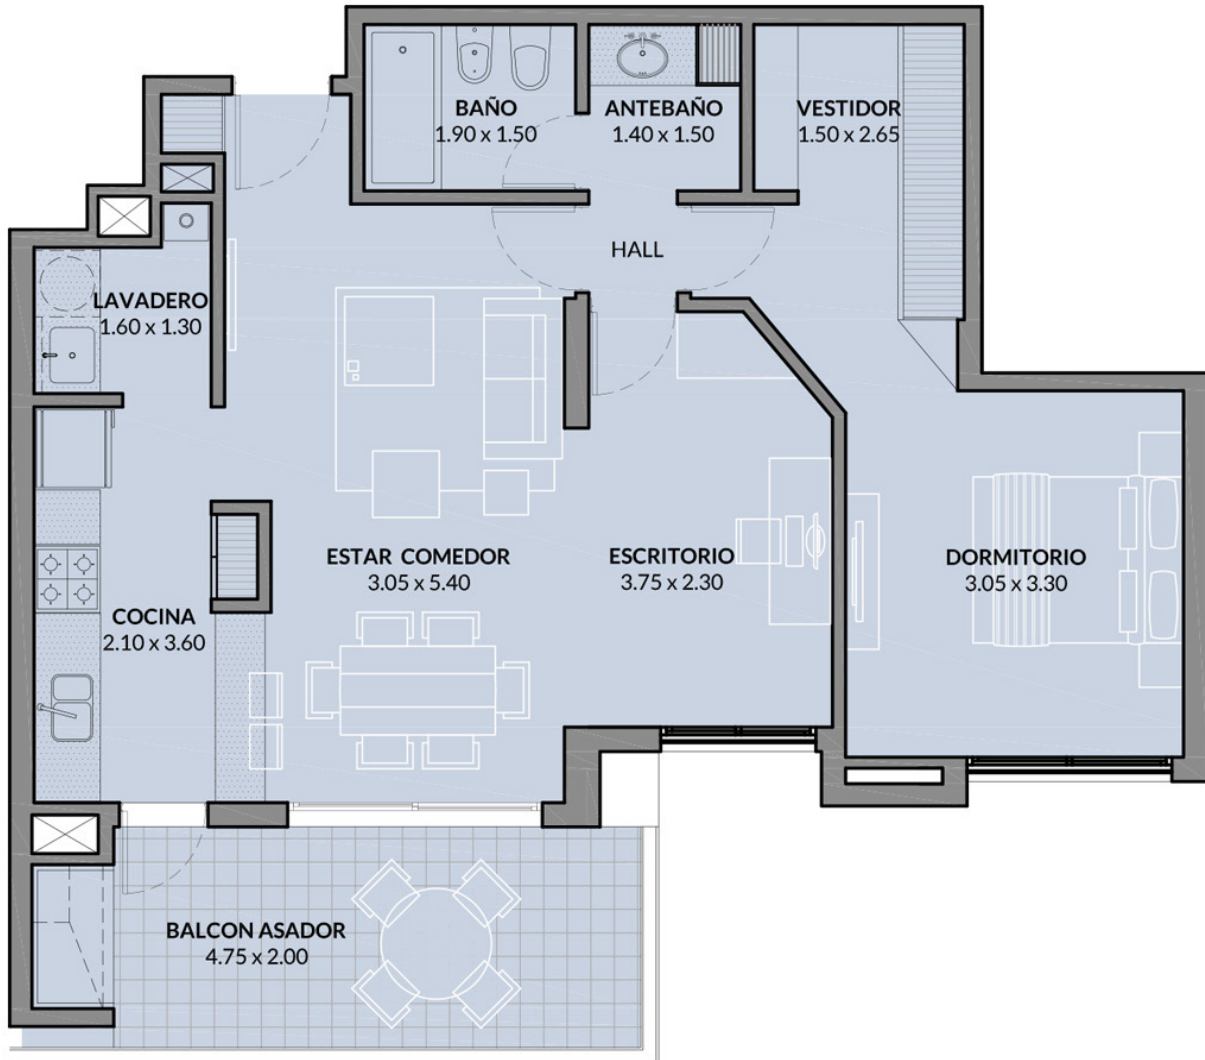 BAÑO
1.90 x 1.50
ANTEBAÑO
1.40 x 1.50
VESTIDOR
1.50 x 2.65
HALL
LAVADERO
1.60 x 1.30
ESTAR COMEDOR
3.05 x 5.40
ESCRITORIO
3.75 x 2.30
DORMITORIO
3.05 x 3.30
COCINA
2.10 x 3.60
BALCON ASADOR
4.75 x 2.00